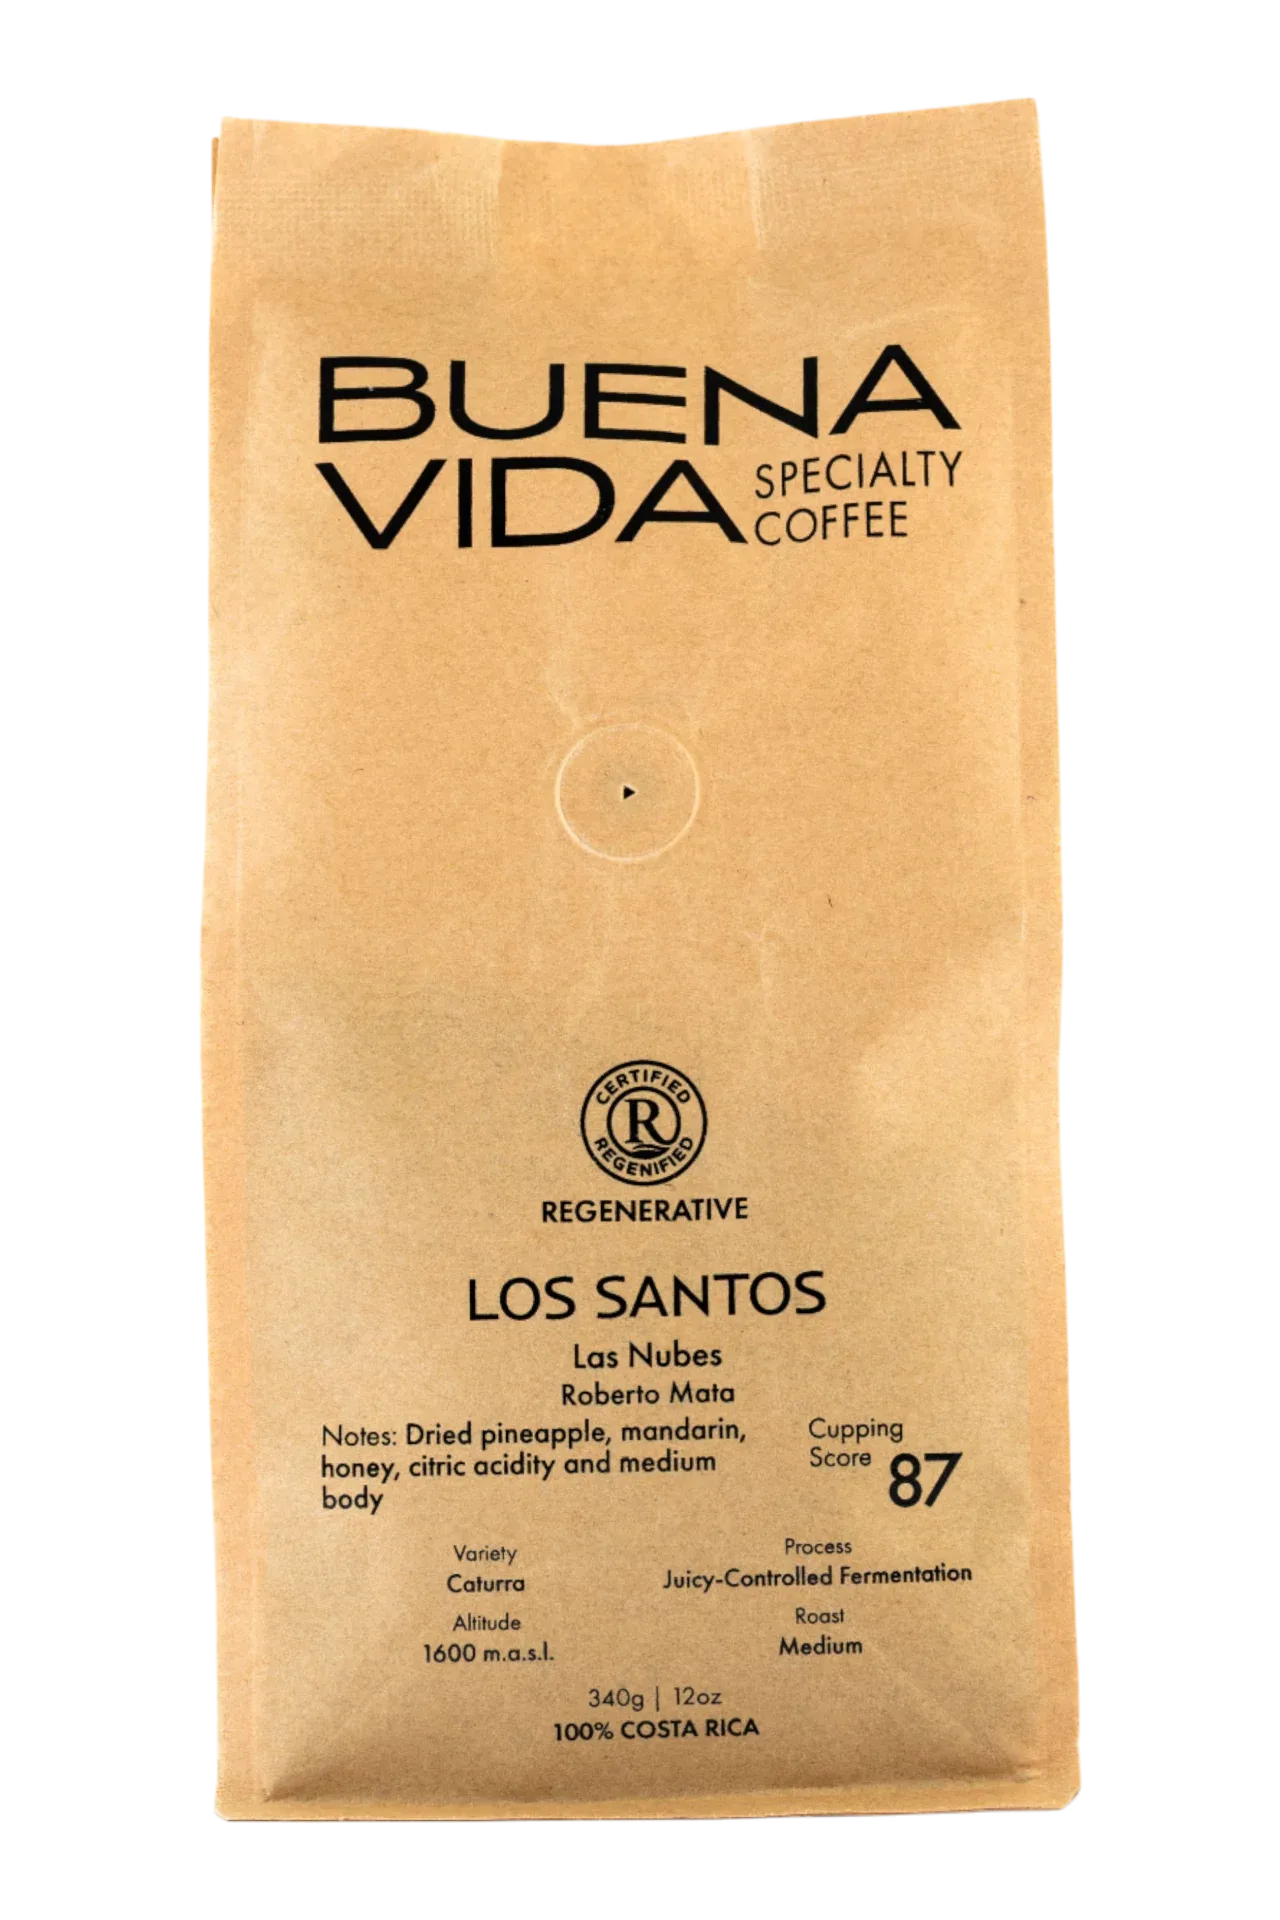 BUENA
VIDA SPECIALTY
COFFEE
CERTIFIED
R
REGENIFIED
REGENERATIVE
LOS SANTOS
Las Nubes
Roberto Mata
Notes: Dried pineapple, mandarin,
honey, citric acidity and medium
body
Cupping
Score 87
Variety
Caturra
Process
Juicy-Controlled Fermentation
Altitude
1600 m.a.s.l.
Roast
Medium
340g | 12oz
100% COSTA RICA